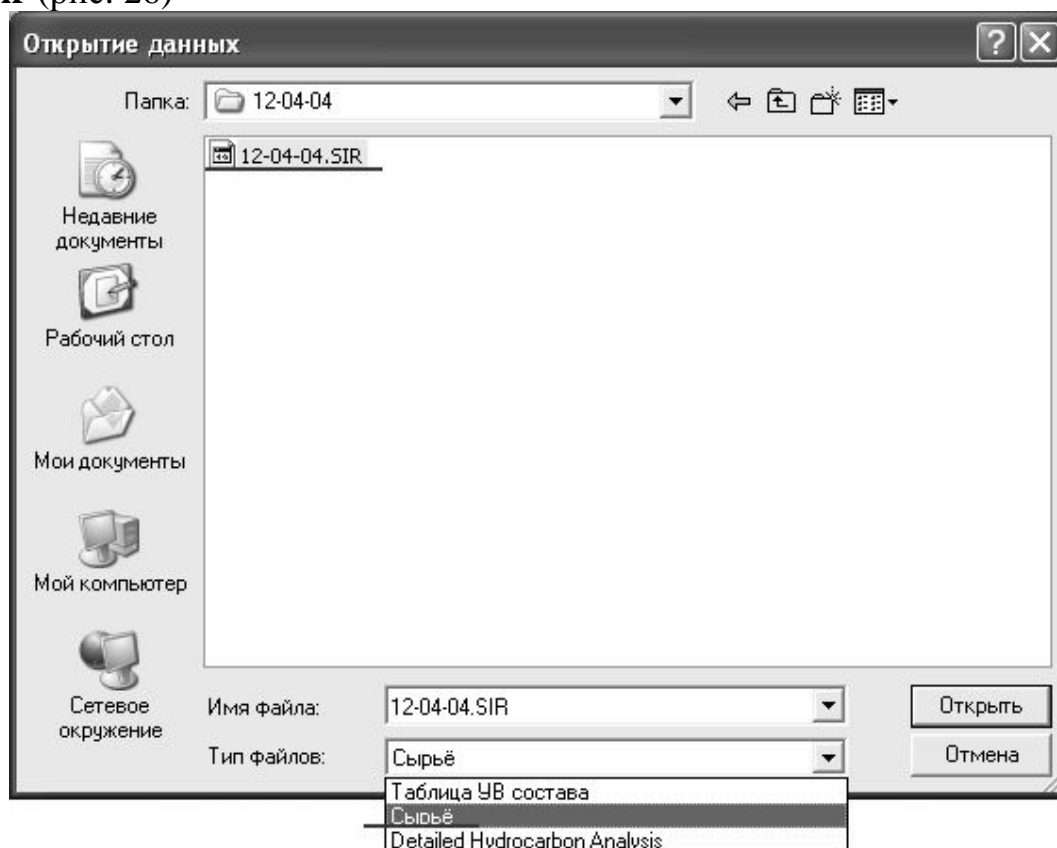 (рис. 28)
Открытие данных
Папка: 12-04-04
12-04-04.SIR
Недавние
документы
Рабочий стол
Мои документы
Мой компьютер
Сетевое
окружение
Имя файла: 12-04-04.SIR Открыть
Тип файлов: Сырьё Отмена
Таблица УВ состава
Сырьё
Detailed Hydrocarbon Analysis